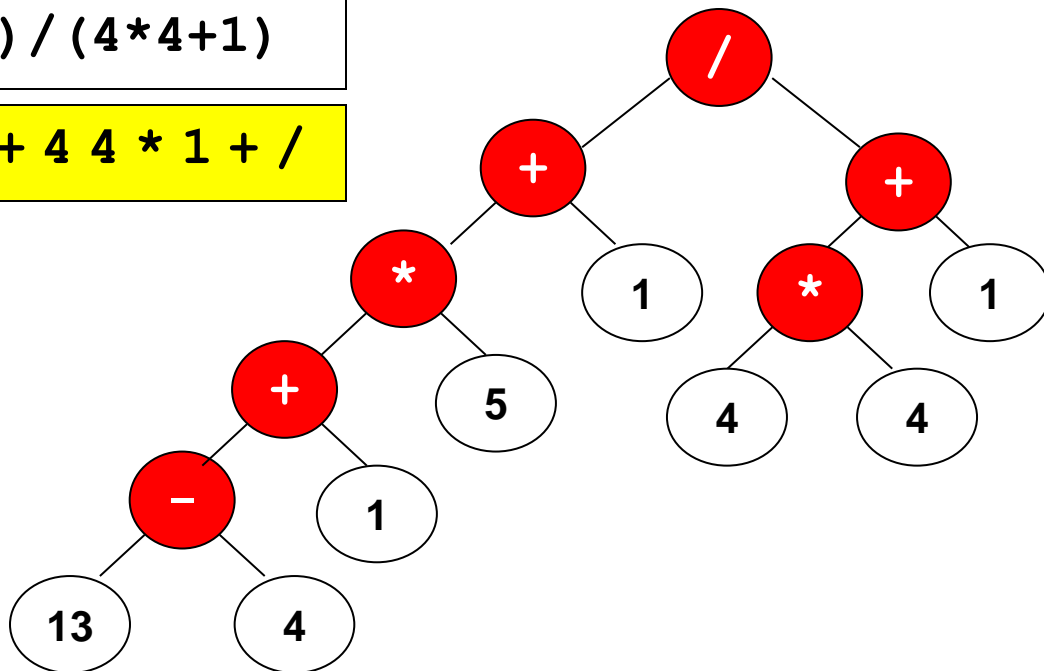 )/(4*4+1)
+ 4 4 * 1 + /
/
+ +
* 1 * 1
+ 5 4 4
− 1
13 4